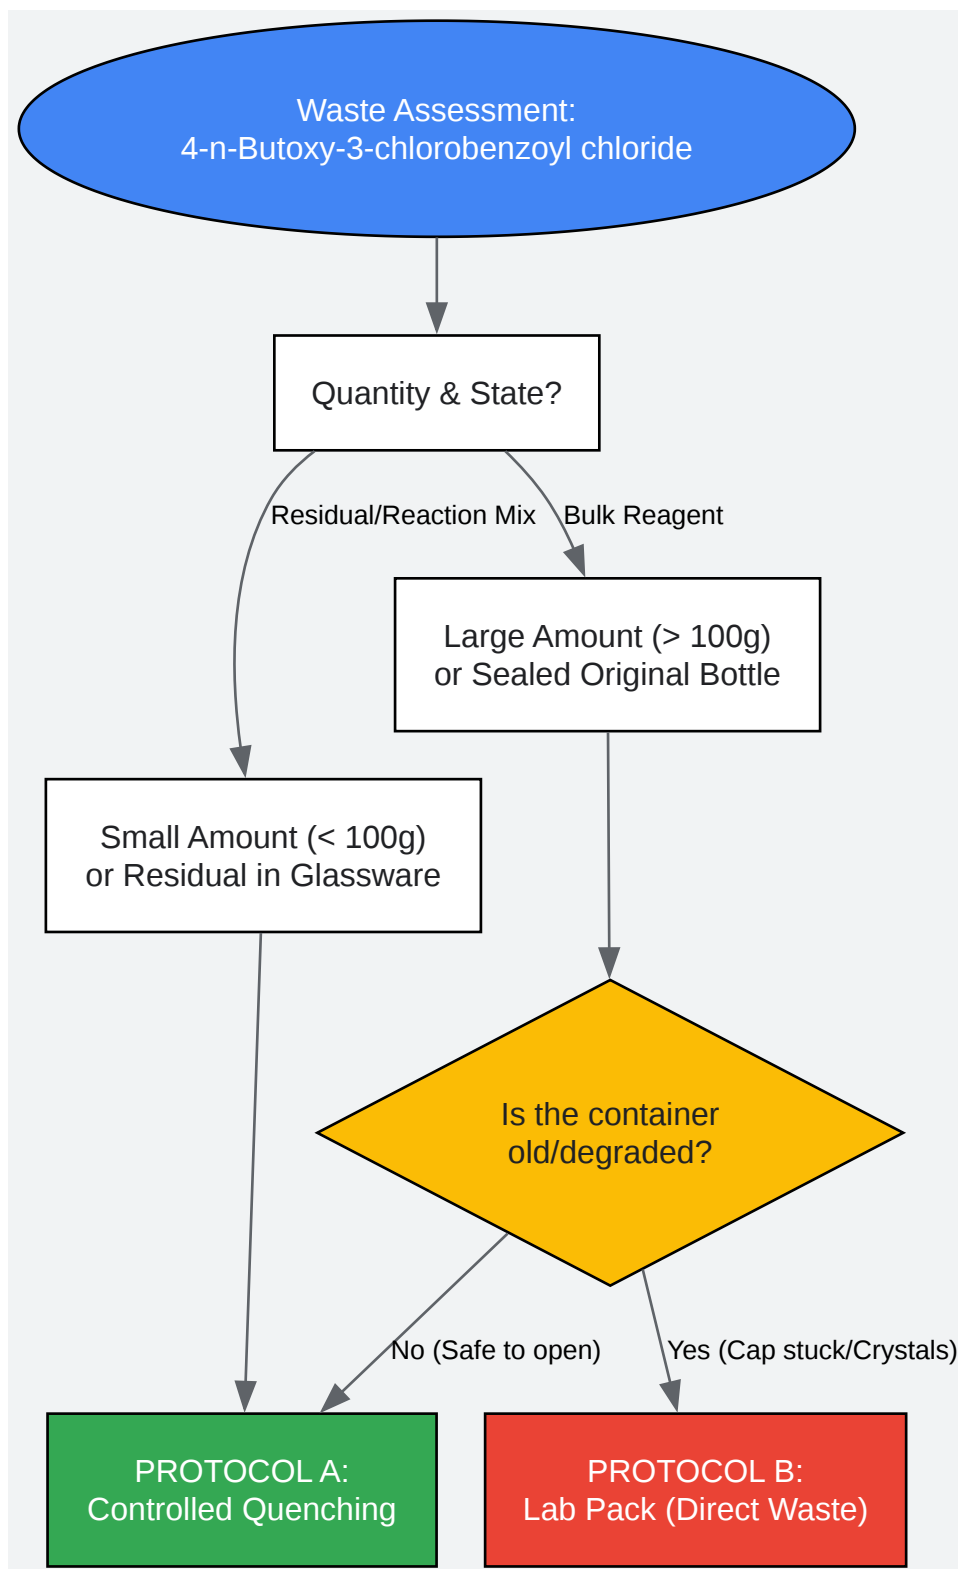 Waste Assessment:
4-n-Butoxy-3-chlorobenzoyl chloride
Quantity & State?
Residual/Reaction Mix
Bulk Reagent
Large Amount (> 100g)
or Sealed Original Bottle
Small Amount (< 100g)
or Residual in Glassware
Is the container
old/degraded?
No (Safe to open)
Yes (Cap stuck/Crystals)
PROTOCOL A:
Controlled Quenching
PROTOCOL B:
Lab Pack (Direct Waste)